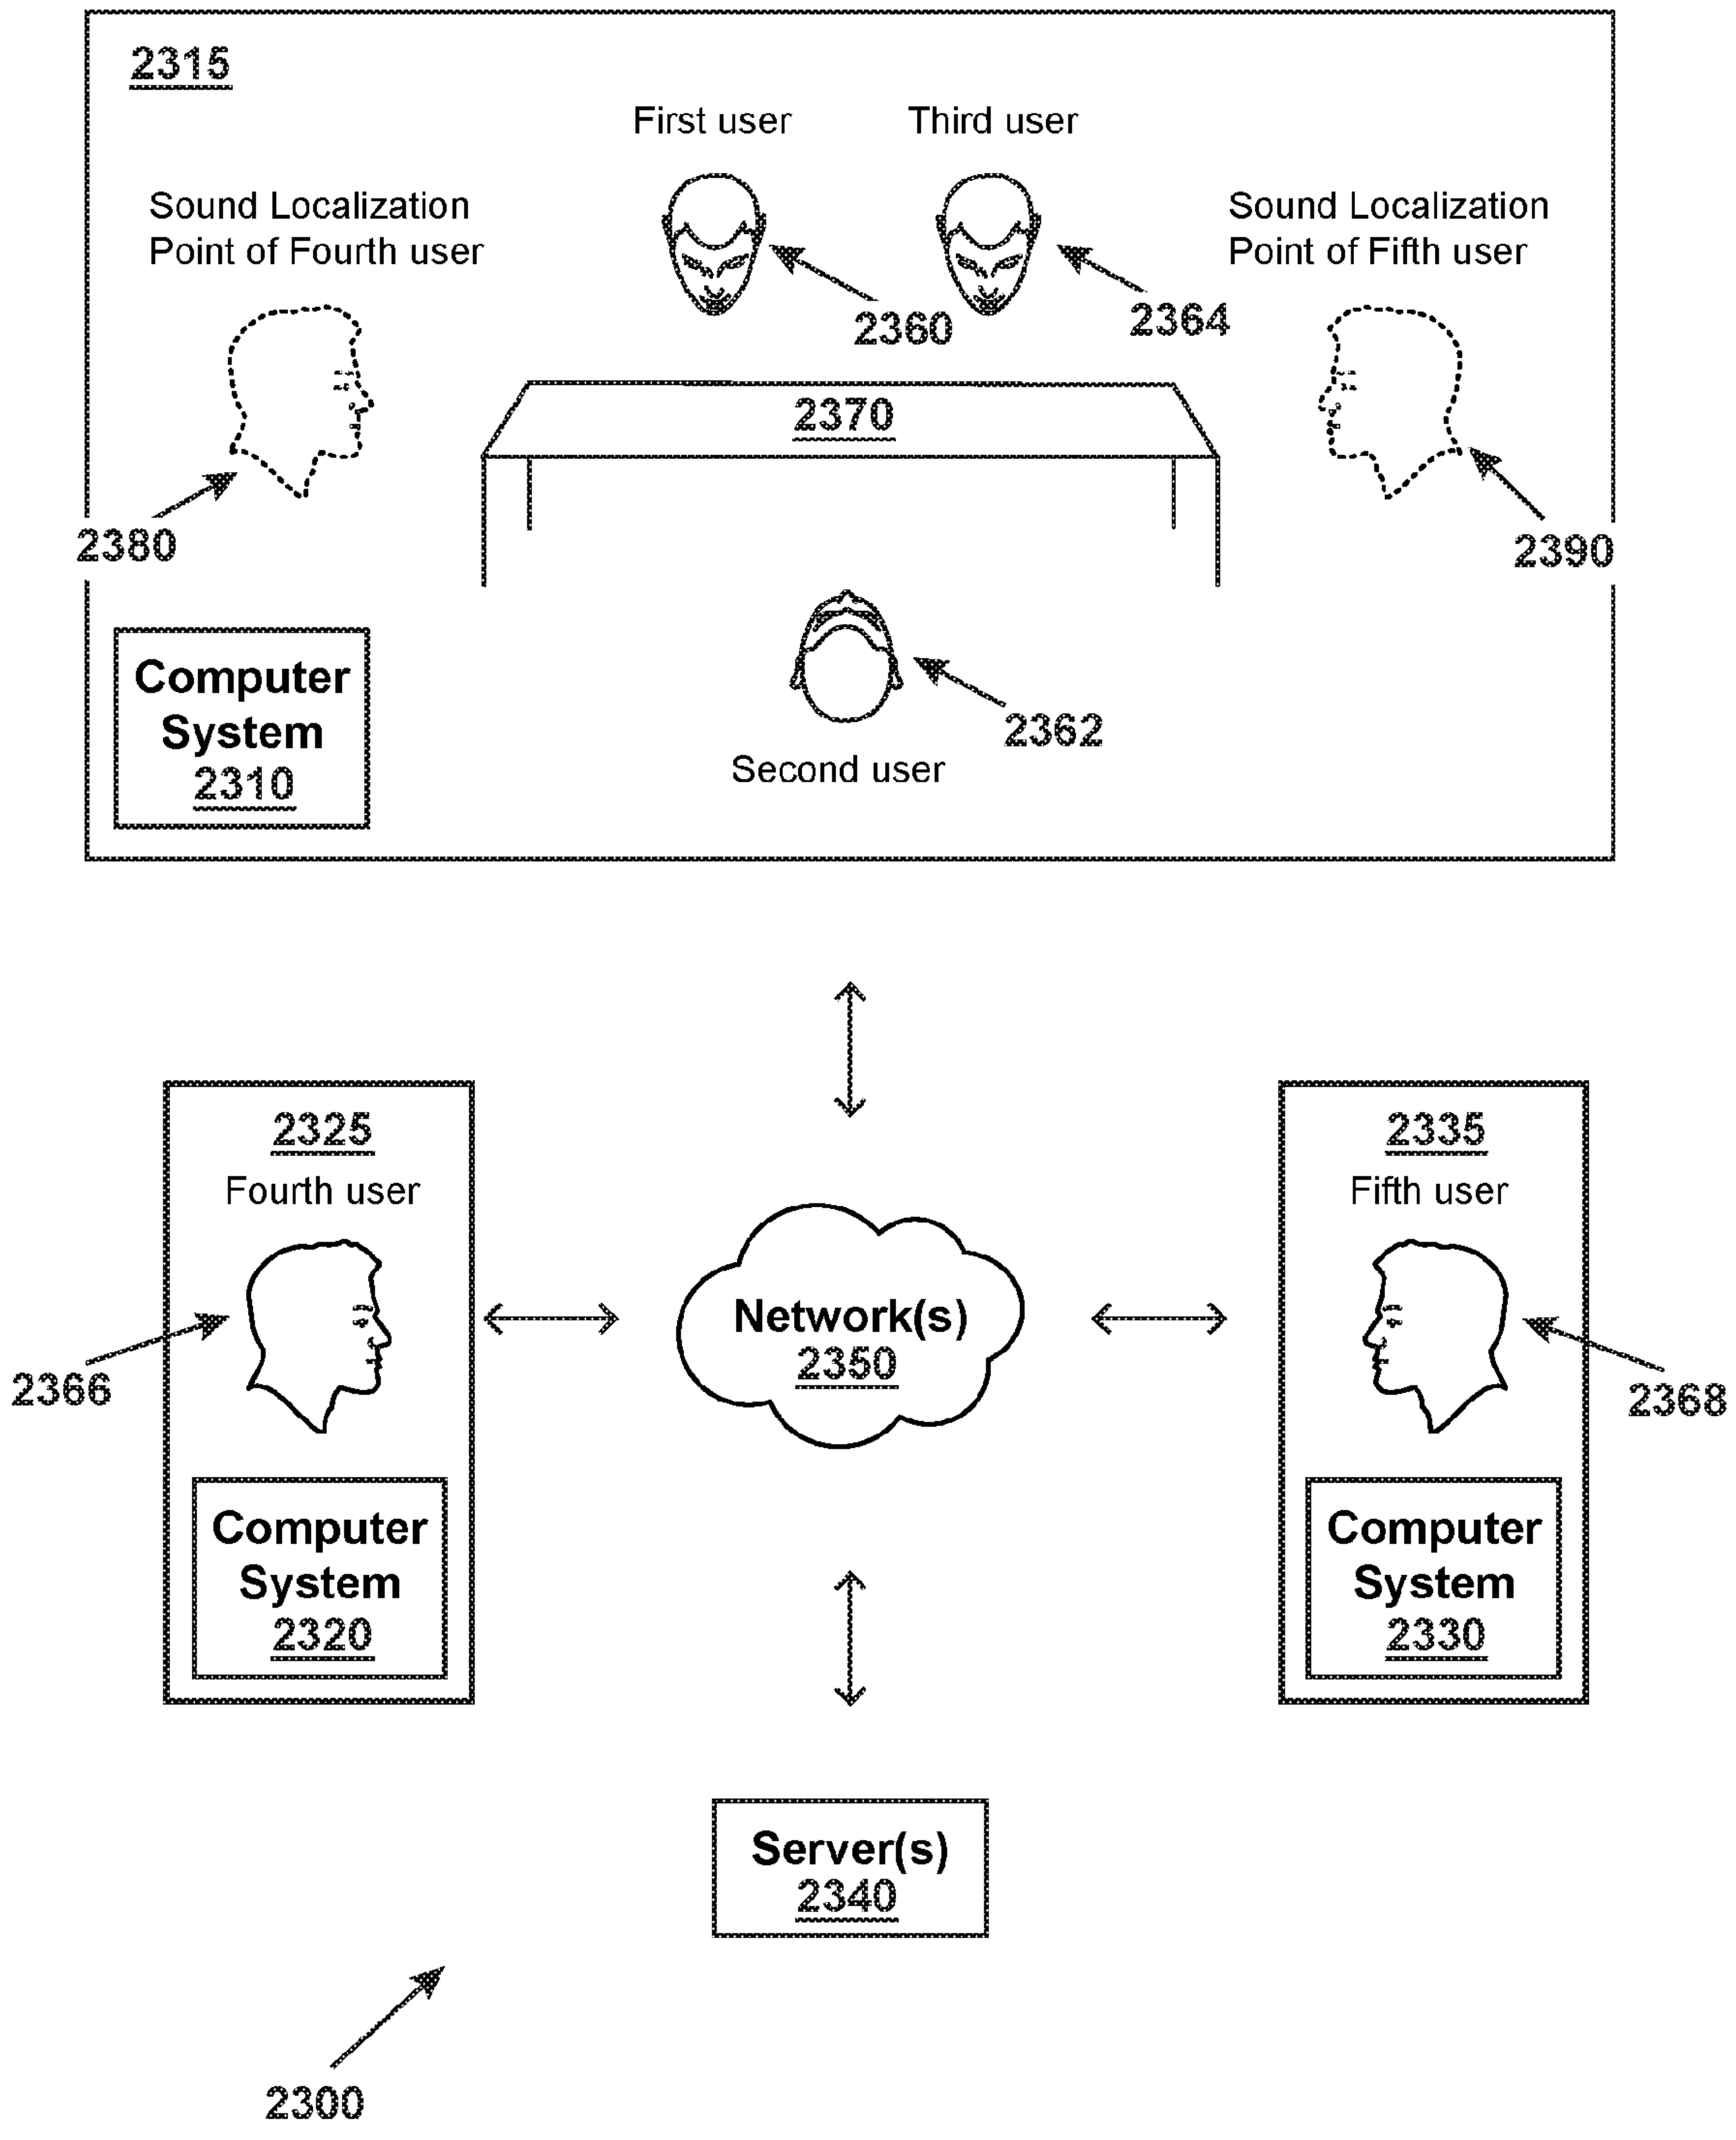 2315
First user
Third user
Sound Localization
Point of Fourth user
Sound Localization
Point of Fifth user
2360
2364
2370
2380
2390
Computer
System
2310
2362
Second user
2325
Fourth user
2335
Fifth user
Network(s)
2350
2366
2368
Computer
System
2320
Computer
System
2330
Server(s)
2340
2300